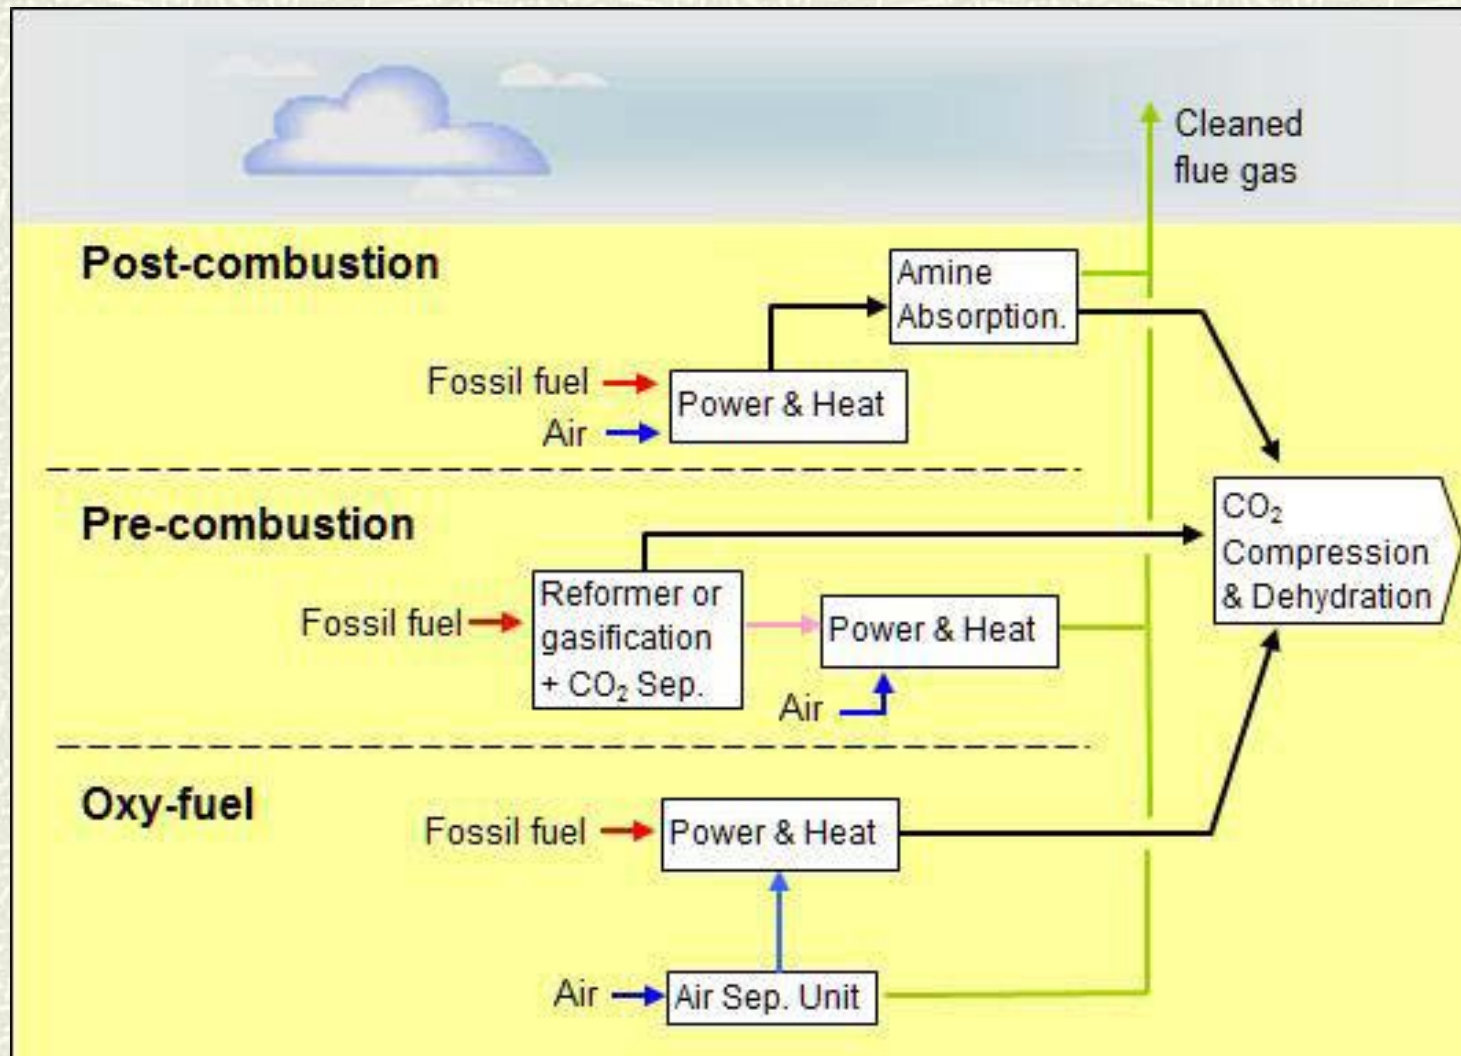 Cleaned
flue gas
Post-combustion
Amine
Absorption.
Fossil fuel
Power & Heat
Air
Pre-combustion
CO₂
Compression
& Dehydration
Reformer or
gasification
+ CO₂ Sep.
Fossil fuel
Power & Heat
Air
Oxy-fuel
Fossil fuel
Power & Heat
Air
Air Sep. Unit